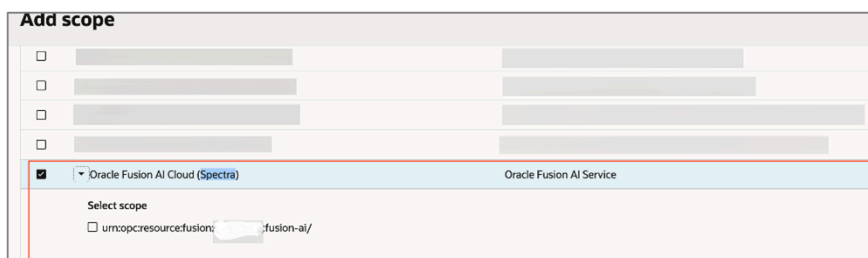 Add scope
Oracle Fusion AI Cloud (Spectra) Oracle Fusion AI Service
Select scope
urn:opc:resource:fusion: :fusion-ai/